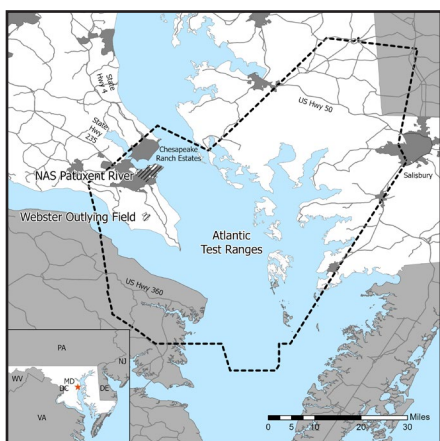 State
Hwy 4
State
Hwy
235
US Hwy 50
Chesapeake
Ranch Estates
NAS Patuxent River
Salisbury
Webster Outlying Field
Atlantic
Test Ranges
US Hwy 360
PA
NJ
WV
MD
DC
DE
VA
Miles
0 5 10 20 30